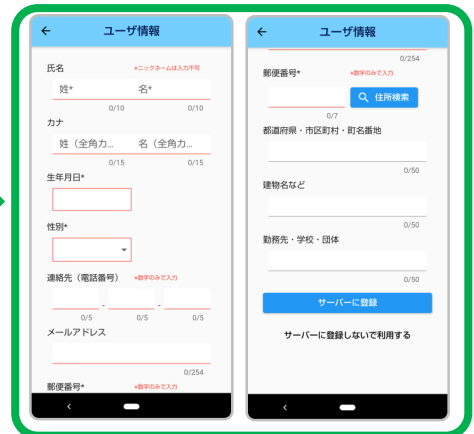 ユーザ情報
氏名 *ニックネームは入力不可
姓* 名*
0/10 0/10
カナ
姓（全角カ... 名（全角カ...
0/15 0/15
生年月日*
性別*
連絡先（電話番号） *数字のみで入力
- -
0/5 0/5 0/5
メールアドレス
0/254
郵便番号* *数字のみで入力
ユーザ情報
0/254
郵便番号* *数字のみで入力
住所検索
0/7
都道府県・市区町村・町名番地
0/50
建物名など
0/50
勤務先・学校・団体
0/50
サーバーに登録
サーバーに登録しないで利用する